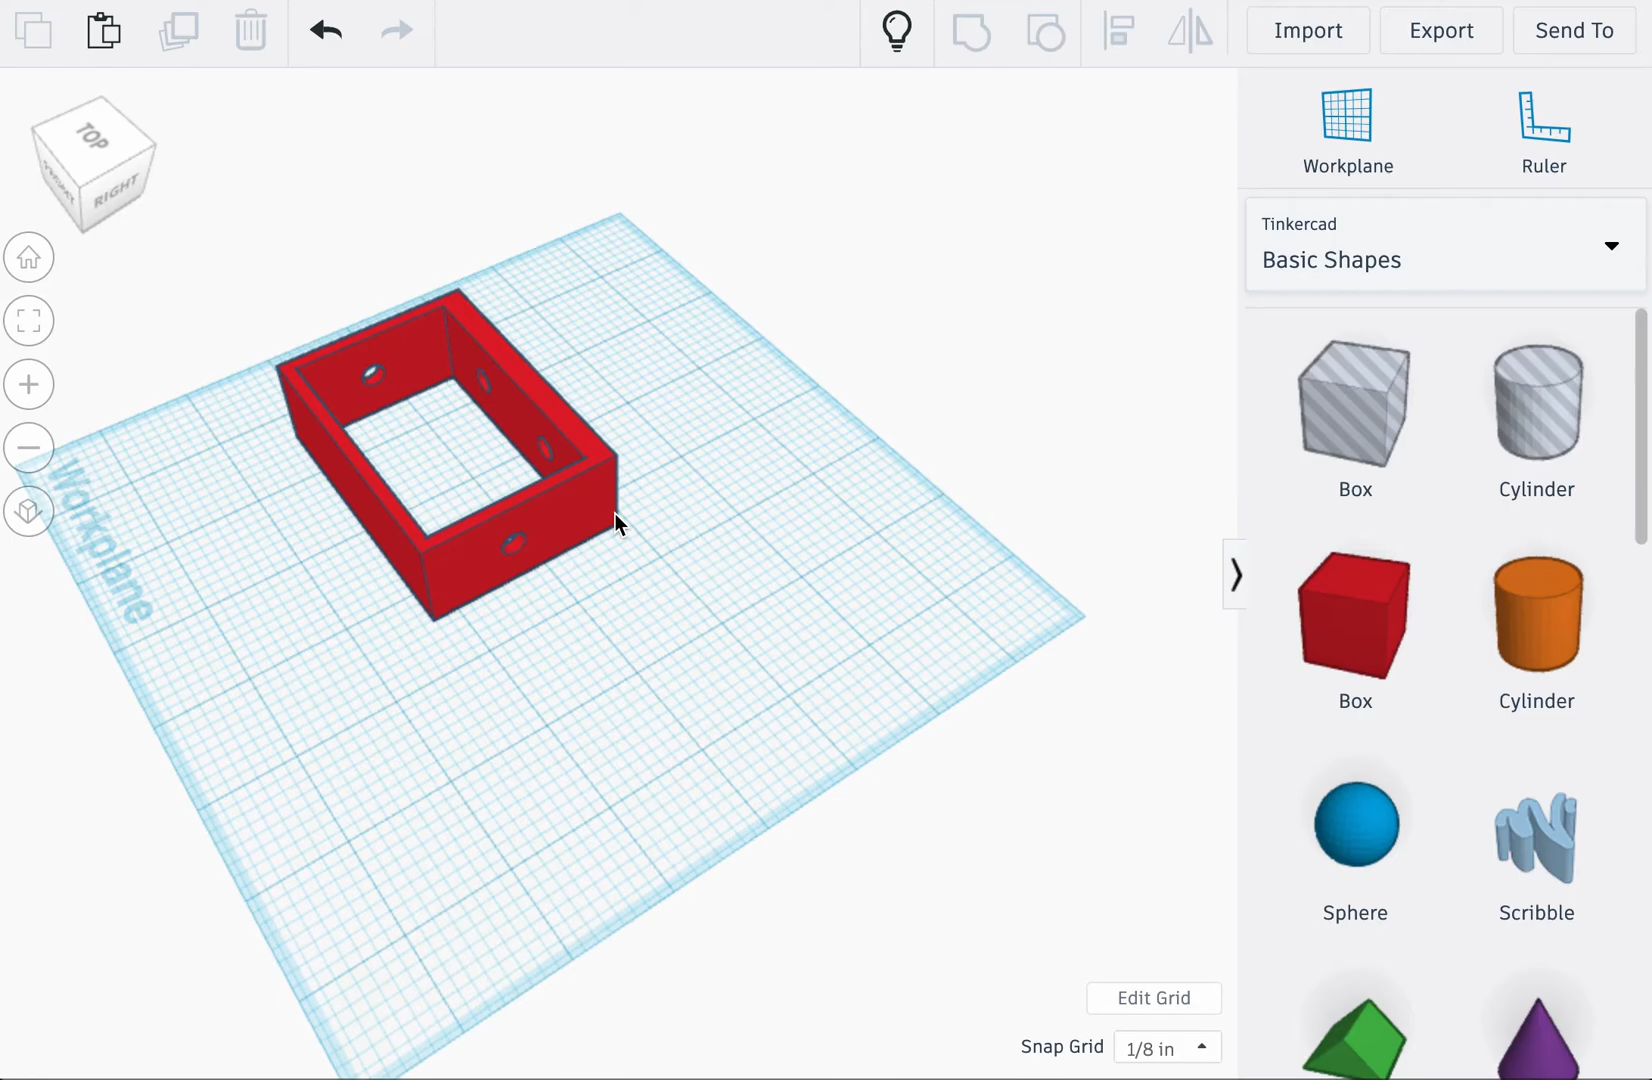 Import
Export
Send To
TOP
RIGHT
Workplane
Ruler
Tinkercad
Basic Shapes
Workplane
Box
Cylinder
Box
Cylinder
Sphere
Scribble
Edit Grid
Snap Grid 1/8 in